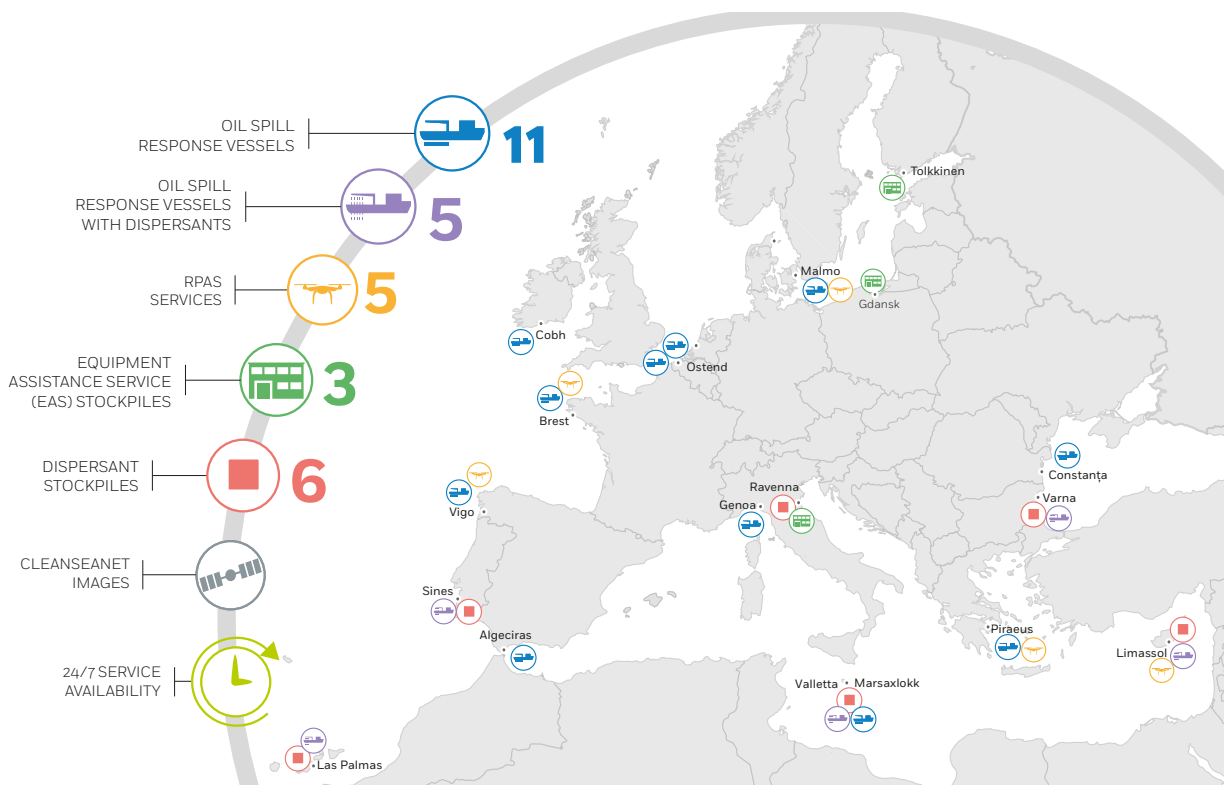 OIL SPILL
RESPONSE VESSELS
11
OIL SPILL
RESPONSE VESSELS
WITH DISPERSANTS
5
RPAS
SERVICES
5
EQUIPMENT
ASSISTANCE SERVICE
(EAS) STOCKPILES
3
DISPERSANT
STOCKPILES
6
CLEANSEANET
IMAGES
24/7 SERVICE
AVAILABILITY
Tolkkinen
Malmo
Gdansk
Cobh
Ostend
Brest
Constanța
Ravenna
Genoa
Varna
Vigo
Sines
Algeciras
Piraeus
Limassol
Valletta
Marsaxlokk
Las Palmas